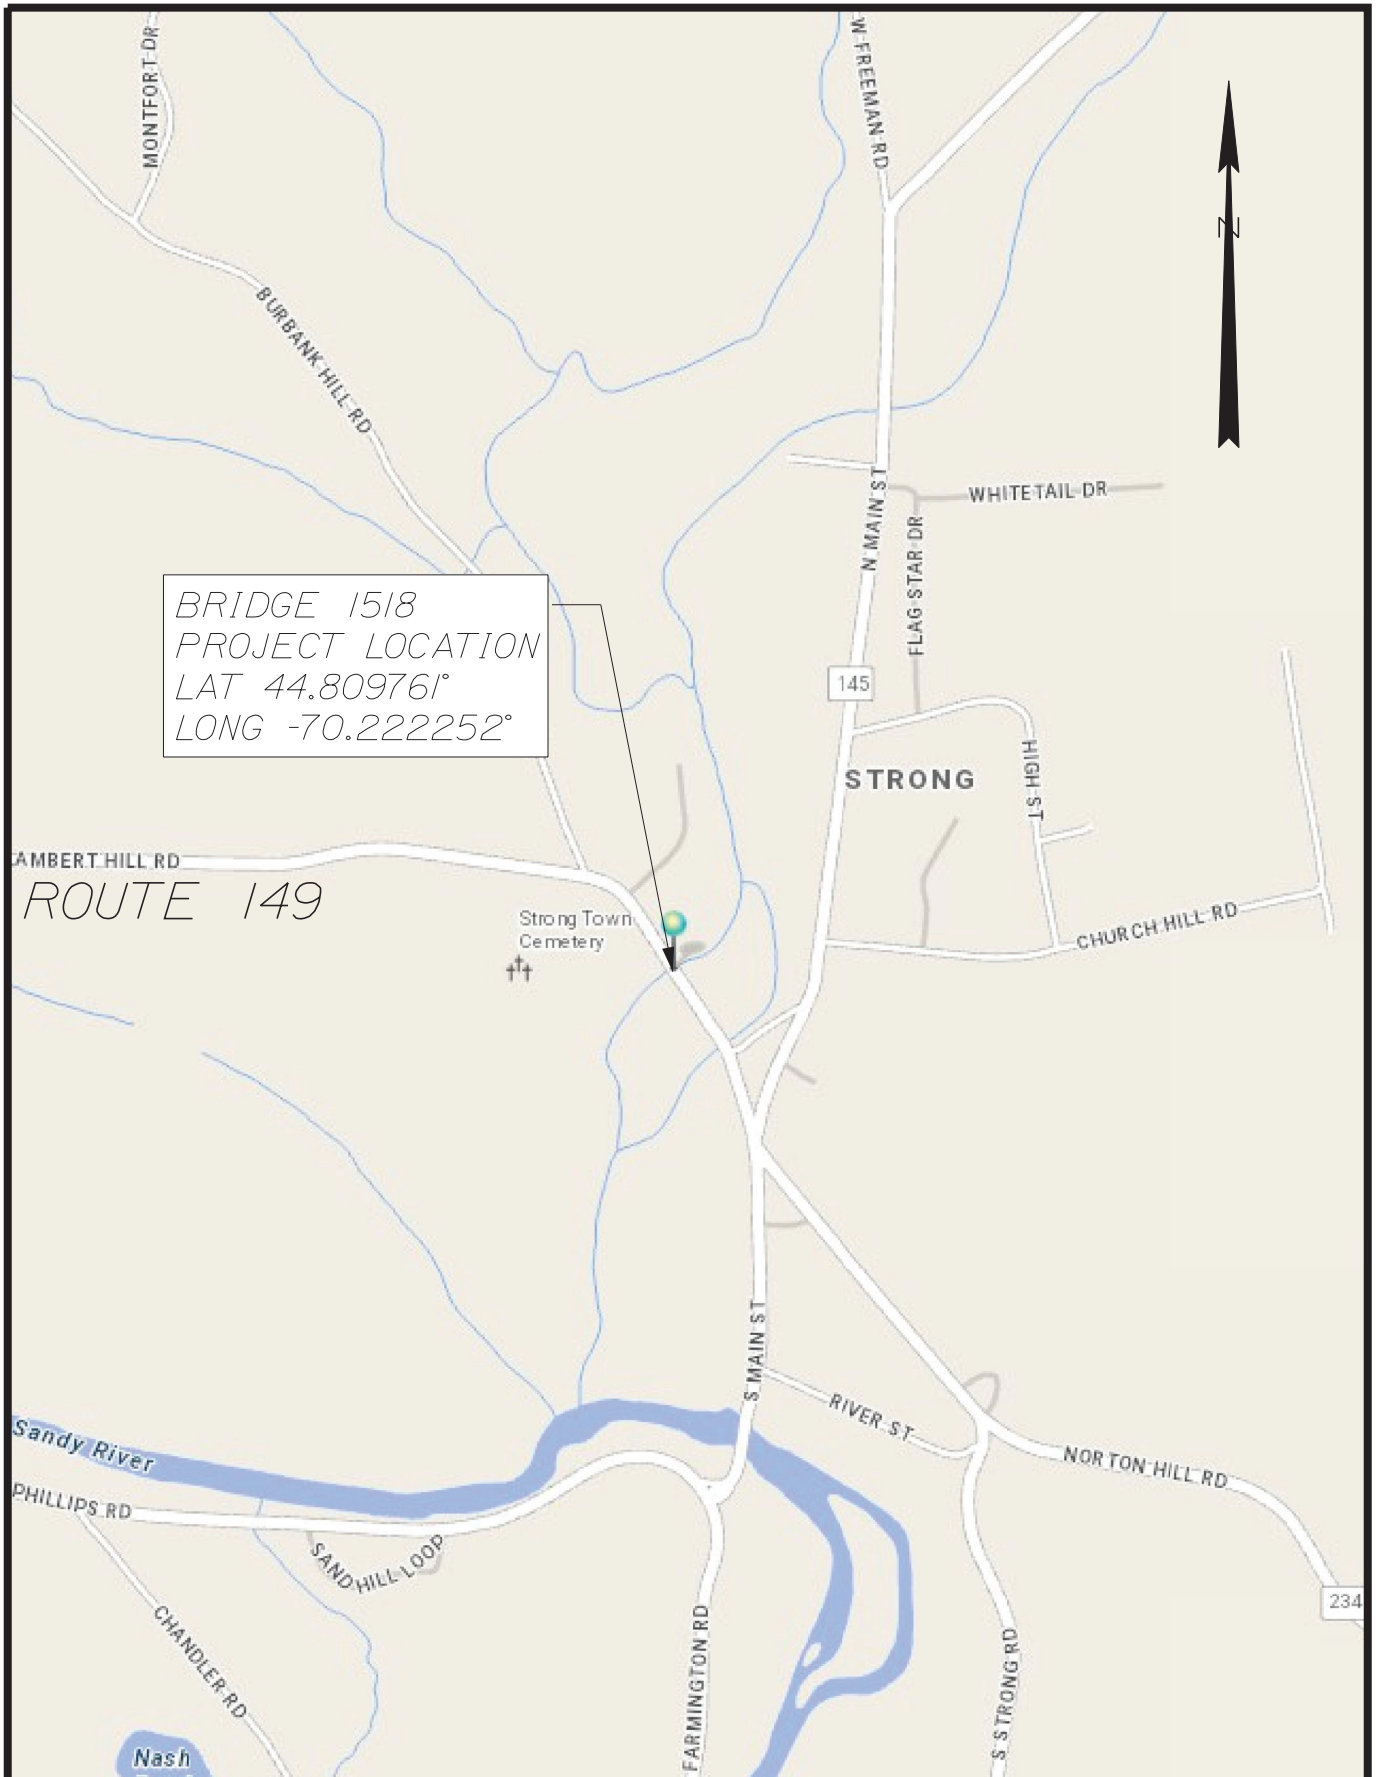 MONTFORT DR
W FREEMAN RD
N
BURBANK HILL RD
WHITETAIL DR
N MAIN ST
FLAG STAR DR
BRIDGE 1518
PROJECT LOCATION
LAT 44.809761°
LONG -70.222252°
145
STRONG
HIGH ST
AMBERT HILL RD
ROUTE 149
Strong Town
Cemetery
CHURCH HILL RD
S MAIN ST
RIVER ST
Sandy River
NORTON HILL RD
PHILLIPS RD
SAND HILL LOOP
234
CHANDLER RD
FARMINGTON RD
S STRONG RD
Nash